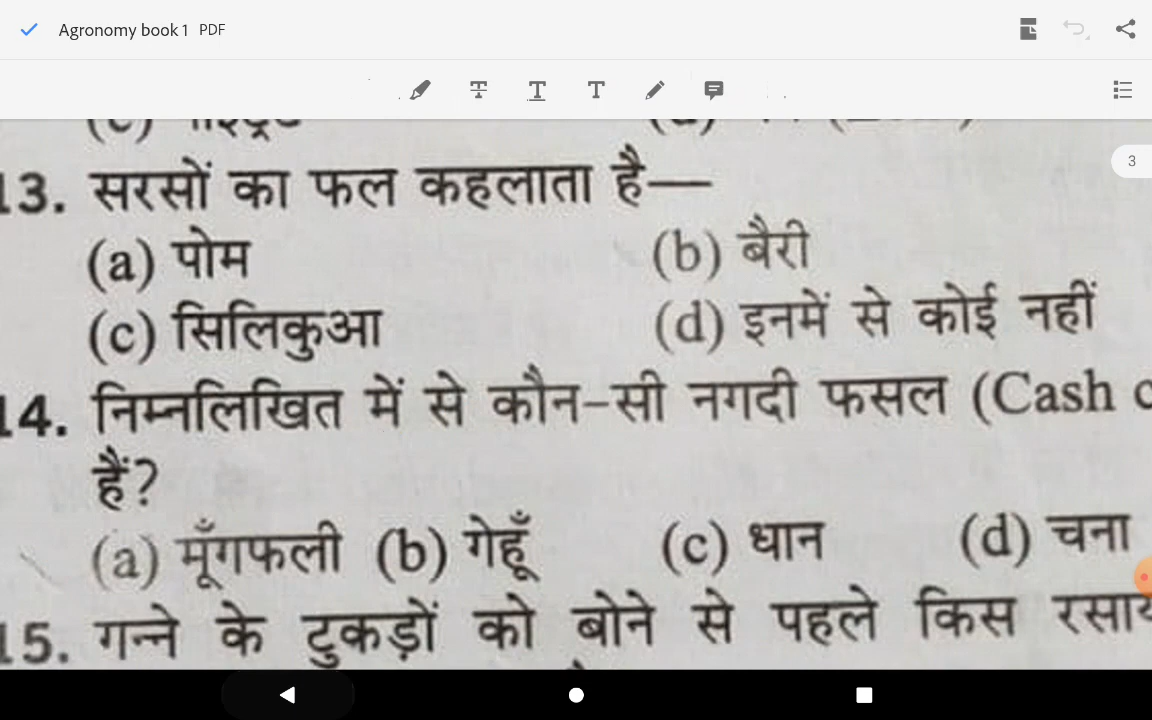 Agronomy book 1 PDF
3
13. सरसों का फल कहलाता है—
(a) पोम (b) बैरी
(c) सिलिकुआ (d) इनमें से कोई नहीं
14. निम्नलिखित में से कौन-सी नगदी फसल (Cash c
हैं?
(a) मूँगफली (b) गेहूँ (c) धान (d) चना
15. गन्ने के टुकड़ों को बोने से पहले किस